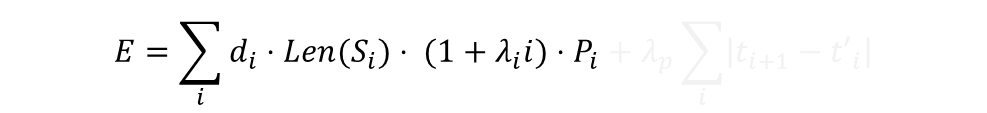 E = ∑_i d_i · Len(S_i) · (1 + λ_i i) · P_i + λ_p ∑_i |t_{i+1} − t'_i|